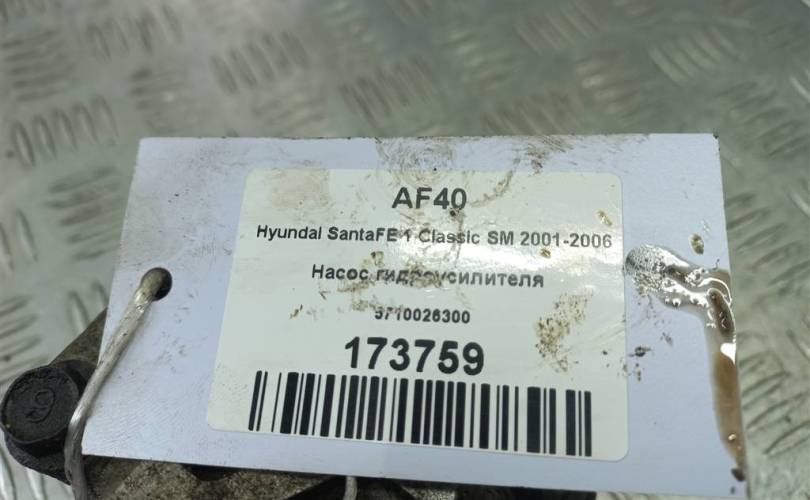 AF40
Hyundai SantaFE 1 Classic SM 2001-2006
Насос гидроусилителя
5710026300
173759